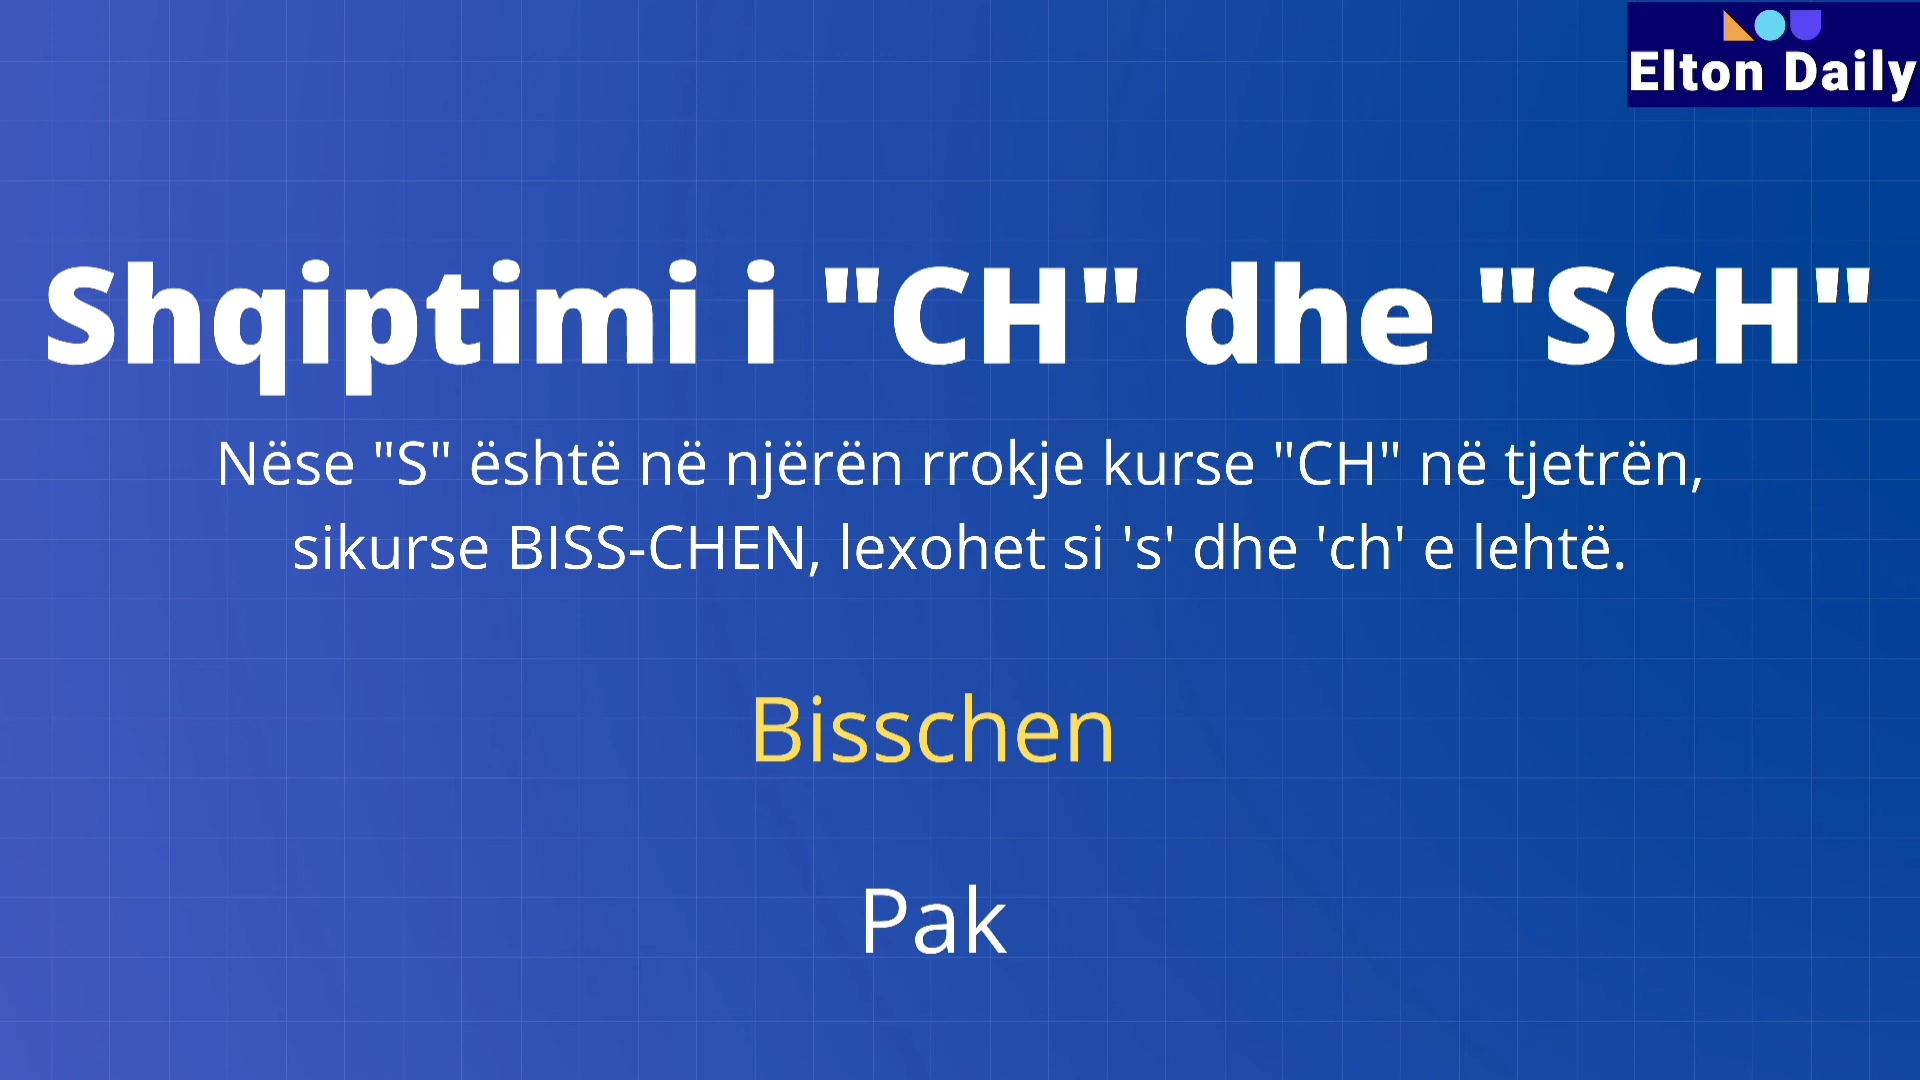 Elton Daily
Shqiptimi i "CH" dhe "SCH"
Nëse "S" është në njërën rrokje kurse "CH" në tjetrën,
sikurse BISS-CHEN, lexohet si 's' dhe 'ch' e lehtë.
Bisschen
Pak